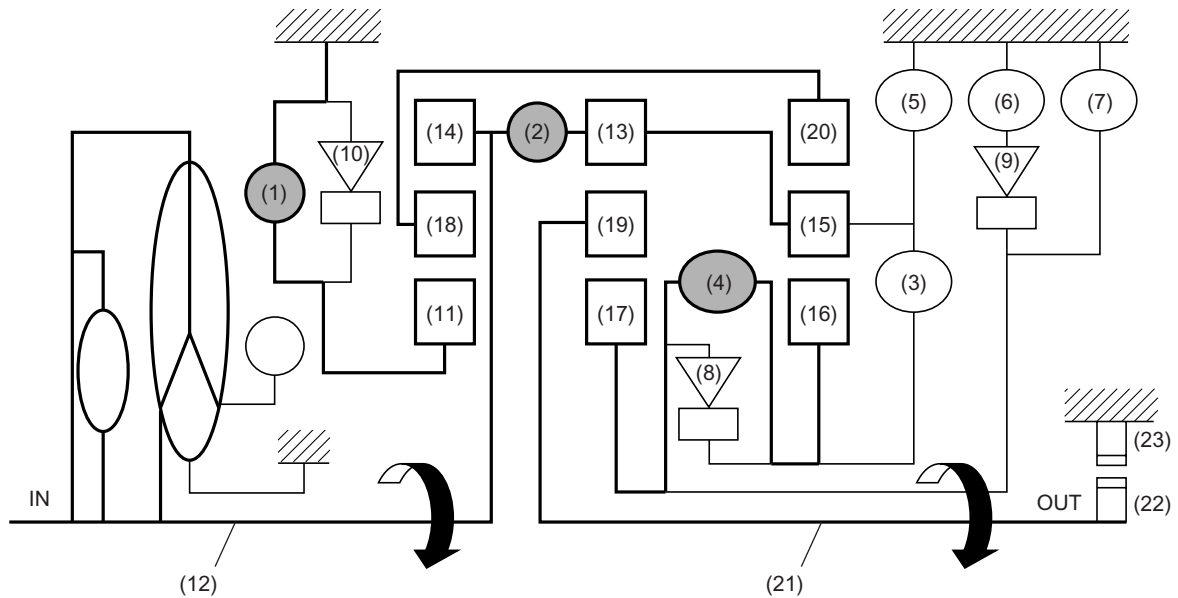 (5) (6) (7)
(14) (2) (13) (20)
(10)
(9)
(1)
(18) (19) (15)
(4) (3)
(11) (17) (16)
(8)
(23)
IN OUT (22)
(12) (21)